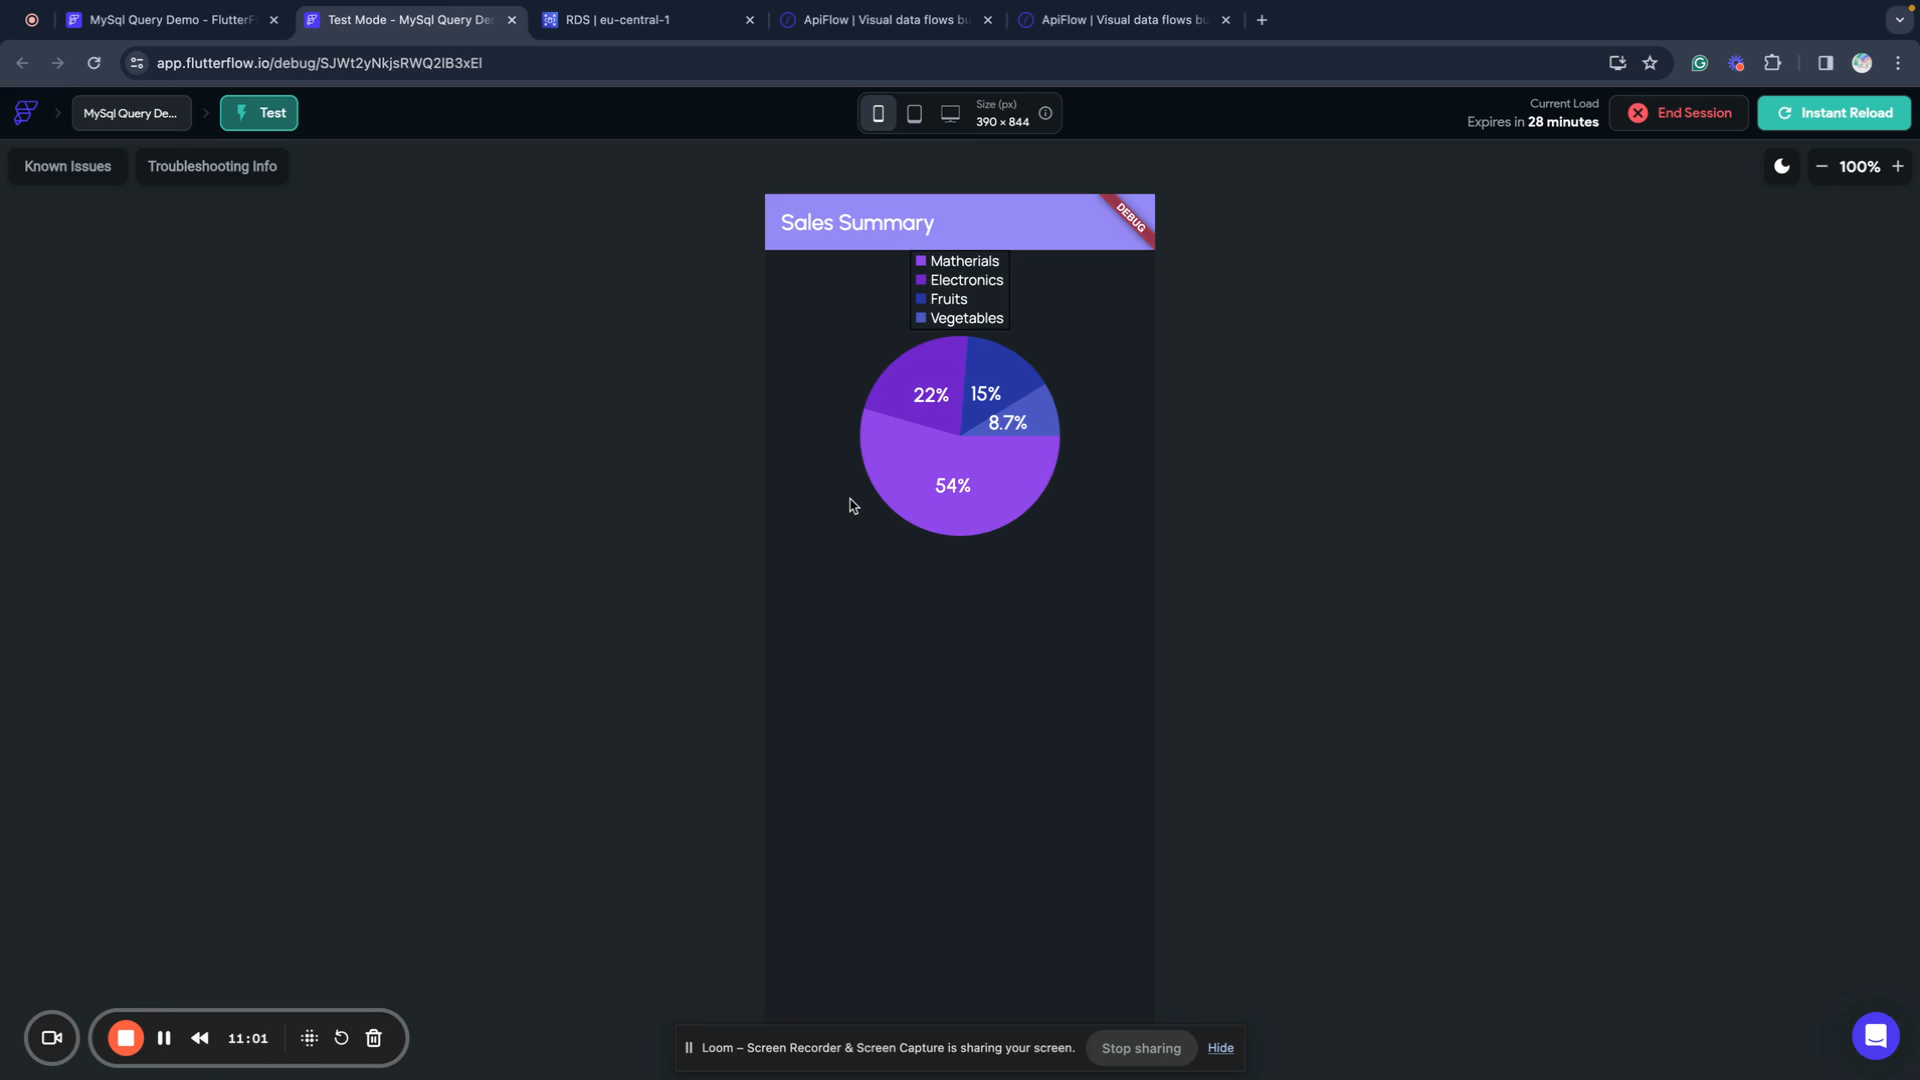 MySql Query Demo - FlutterF
Test Mode - MySql Query De
RDS | eu-central-1
ApiFlow | Visual data flows bu
ApiFlow | Visual data flows bu
app.flutterflow.io/debug/SJWt2yNkjsRWQ2lB3xEl
MySql Query De...
Test
Size (px)
390 × 844
Current Load
Expires in 28 minutes
End Session
Instant Reload
Known Issues
Troubleshooting Info
100%
Sales Summary
DEBUG
Matherials
Electronics
Fruits
Vegetables
22%
15%
8.7%
54%
11:01
Loom – Screen Recorder & Screen Capture is sharing your screen.
Stop sharing
Hide